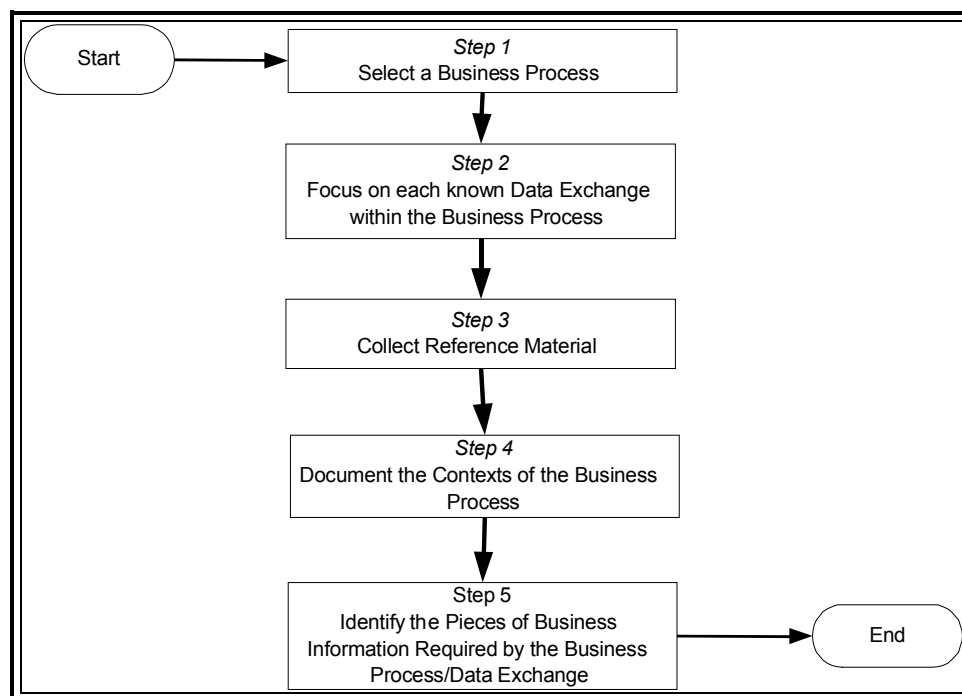 Start
Step 1
Select a Business Process
Step 2
Focus on each known Data Exchange
within the Business Process
Step 3
Collect Reference Material
Step 4
Document the Contexts of the Business
Process
Step 5
Identify the Pieces of Business
Information Required by the Business
Process/Data Exchange
End